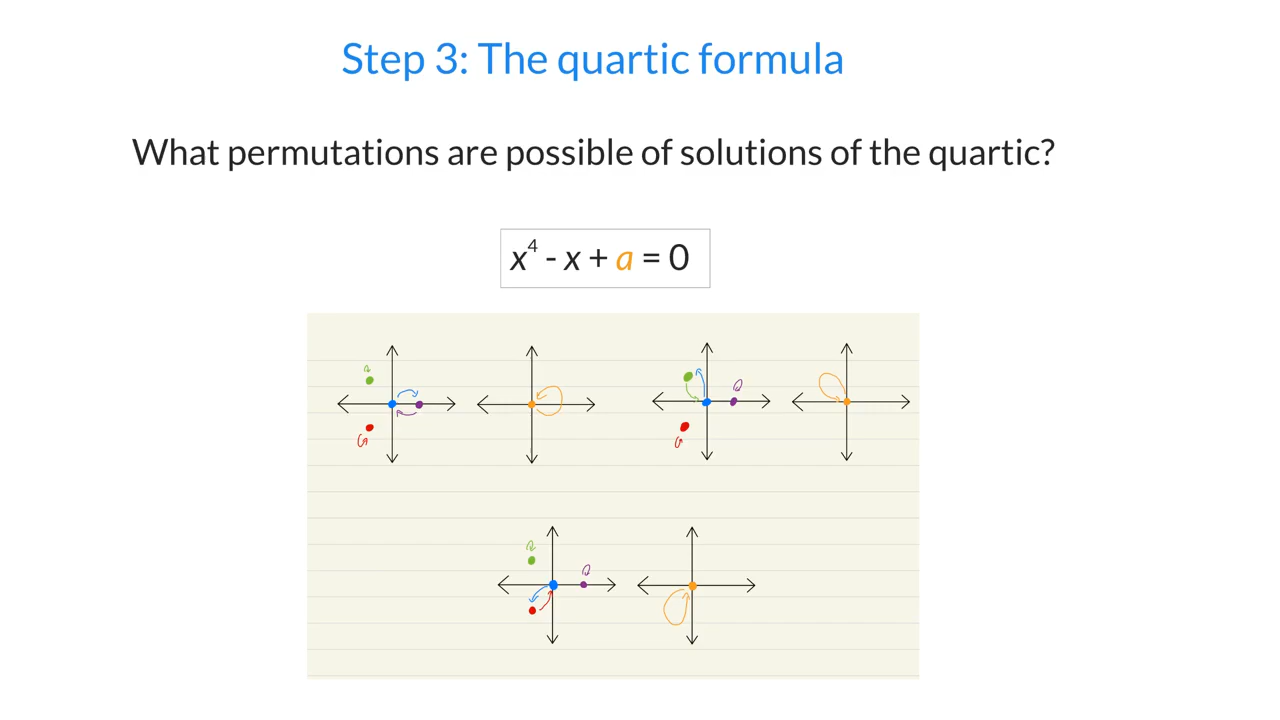 Step 3: The quartic formula
What permutations are possible of solutions of the quartic?
x⁴ - x + a = 0